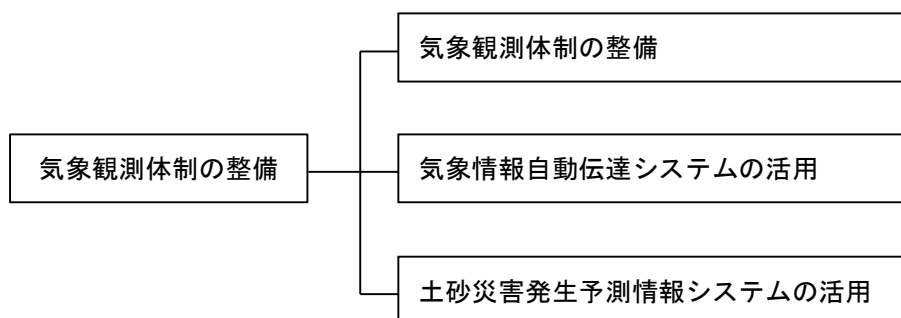 気象観測体制の整備
気象観測体制の整備
気象情報自動伝達システムの活用
土砂災害発生予測情報システムの活用